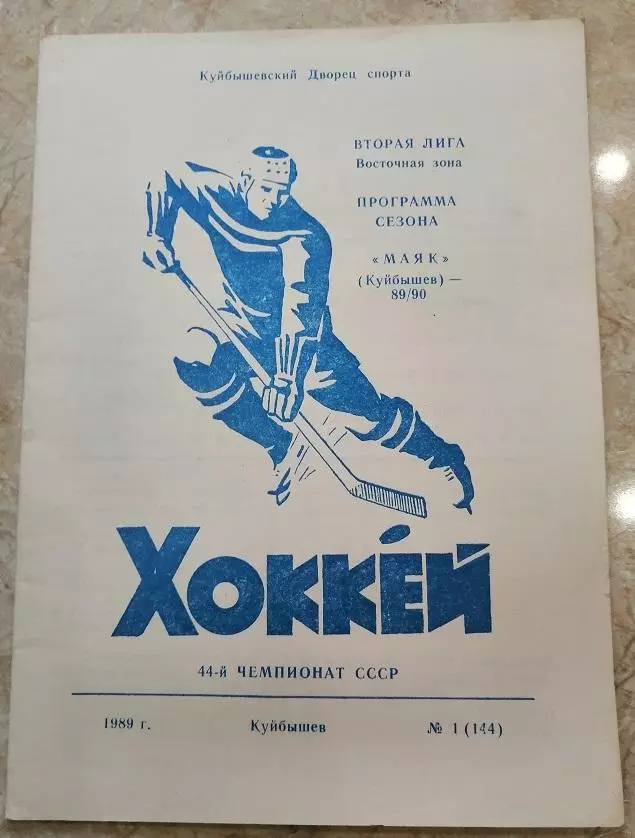 Куйбышевский Дворец спорта
ВТОРАЯ ЛИГА
Восточная зона
ПРОГРАММА
СЕЗОНА
«МАЯК»
(Куйбышев) —
89/90
ХОККЕЙ
44-й ЧЕМПИОНАТ СССР
1989 г. Куйбышев № 1 (144)